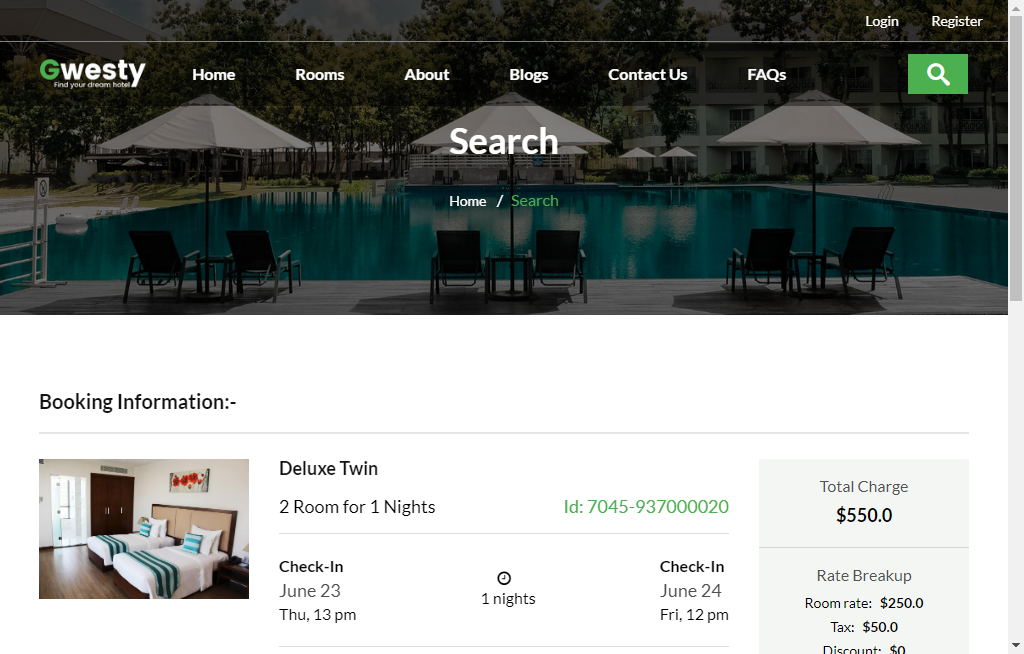 Login Register
Gwesty
Find your dream hotel
Home Rooms About Blogs Contact Us FAQs
Search
Home / Search
Booking Information:-
Deluxe Twin
2 Room for 1 Nights Id: 7045-937000020
Check-In
June 23
Thu, 13 pm
1 nights
Check-In
June 24
Fri, 12 pm
Total Charge
$550.0
Rate Breakup
Room rate: $250.0
Tax: $50.0
Discount: $0